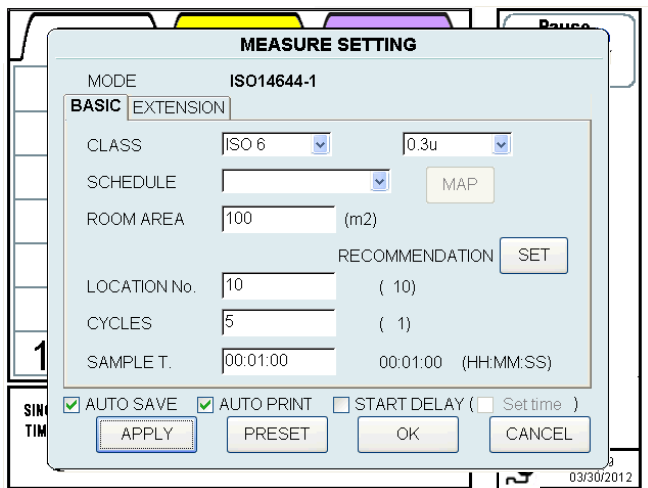 Pause
MEASURE SETTING
MODE ISO14644-1
BASIC EXTENSION
CLASS ISO 6 0.3u
SCHEDULE MAP
ROOM AREA 100 (m2)
RECOMMENDATION SET
LOCATION No. 10 ( 10)
CYCLES 5 ( 1)
SAMPLE T. 00:01:00 00:01:00 (HH:MM:SS)
AUTO SAVE AUTO PRINT START DELAY ( Set time )
APPLY PRESET OK CANCEL
1
TIM
03/30/2012